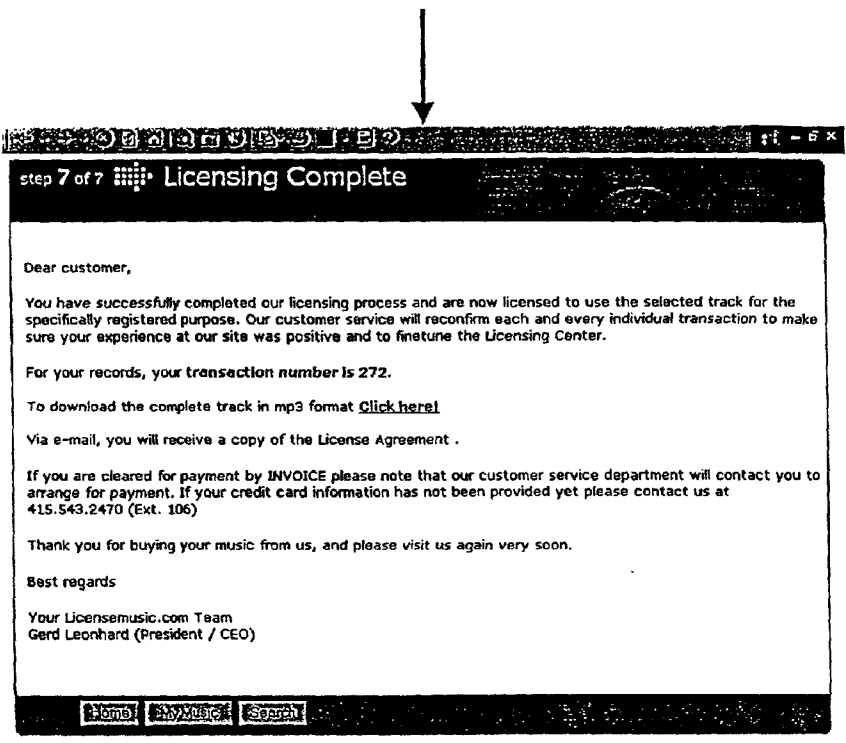 step 7 of 7 Licensing Complete
Dear customer,
You have successfully completed our licensing process and are now licensed to use the selected track for the
specifically registered purpose. Our customer service will reconfirm each and every individual transaction to make
sure your experience at our site was positive and to finetune the Licensing Center.
For your records, your transaction number is 272.
To download the complete track in mp3 format Click here!
Via e-mail, you will receive a copy of the License Agreement .
If you are cleared for payment by INVOICE please note that our customer service department will contact you to
arrange for payment. If your credit card information has not been provided yet please contact us at
415.543.2470 (Ext. 106)
Thank you for buying your music from us, and please visit us again very soon.
Best regards
Your Licensemusic.com Team
Gerd Leonhard (President / CEO)
Home MyMusic Search